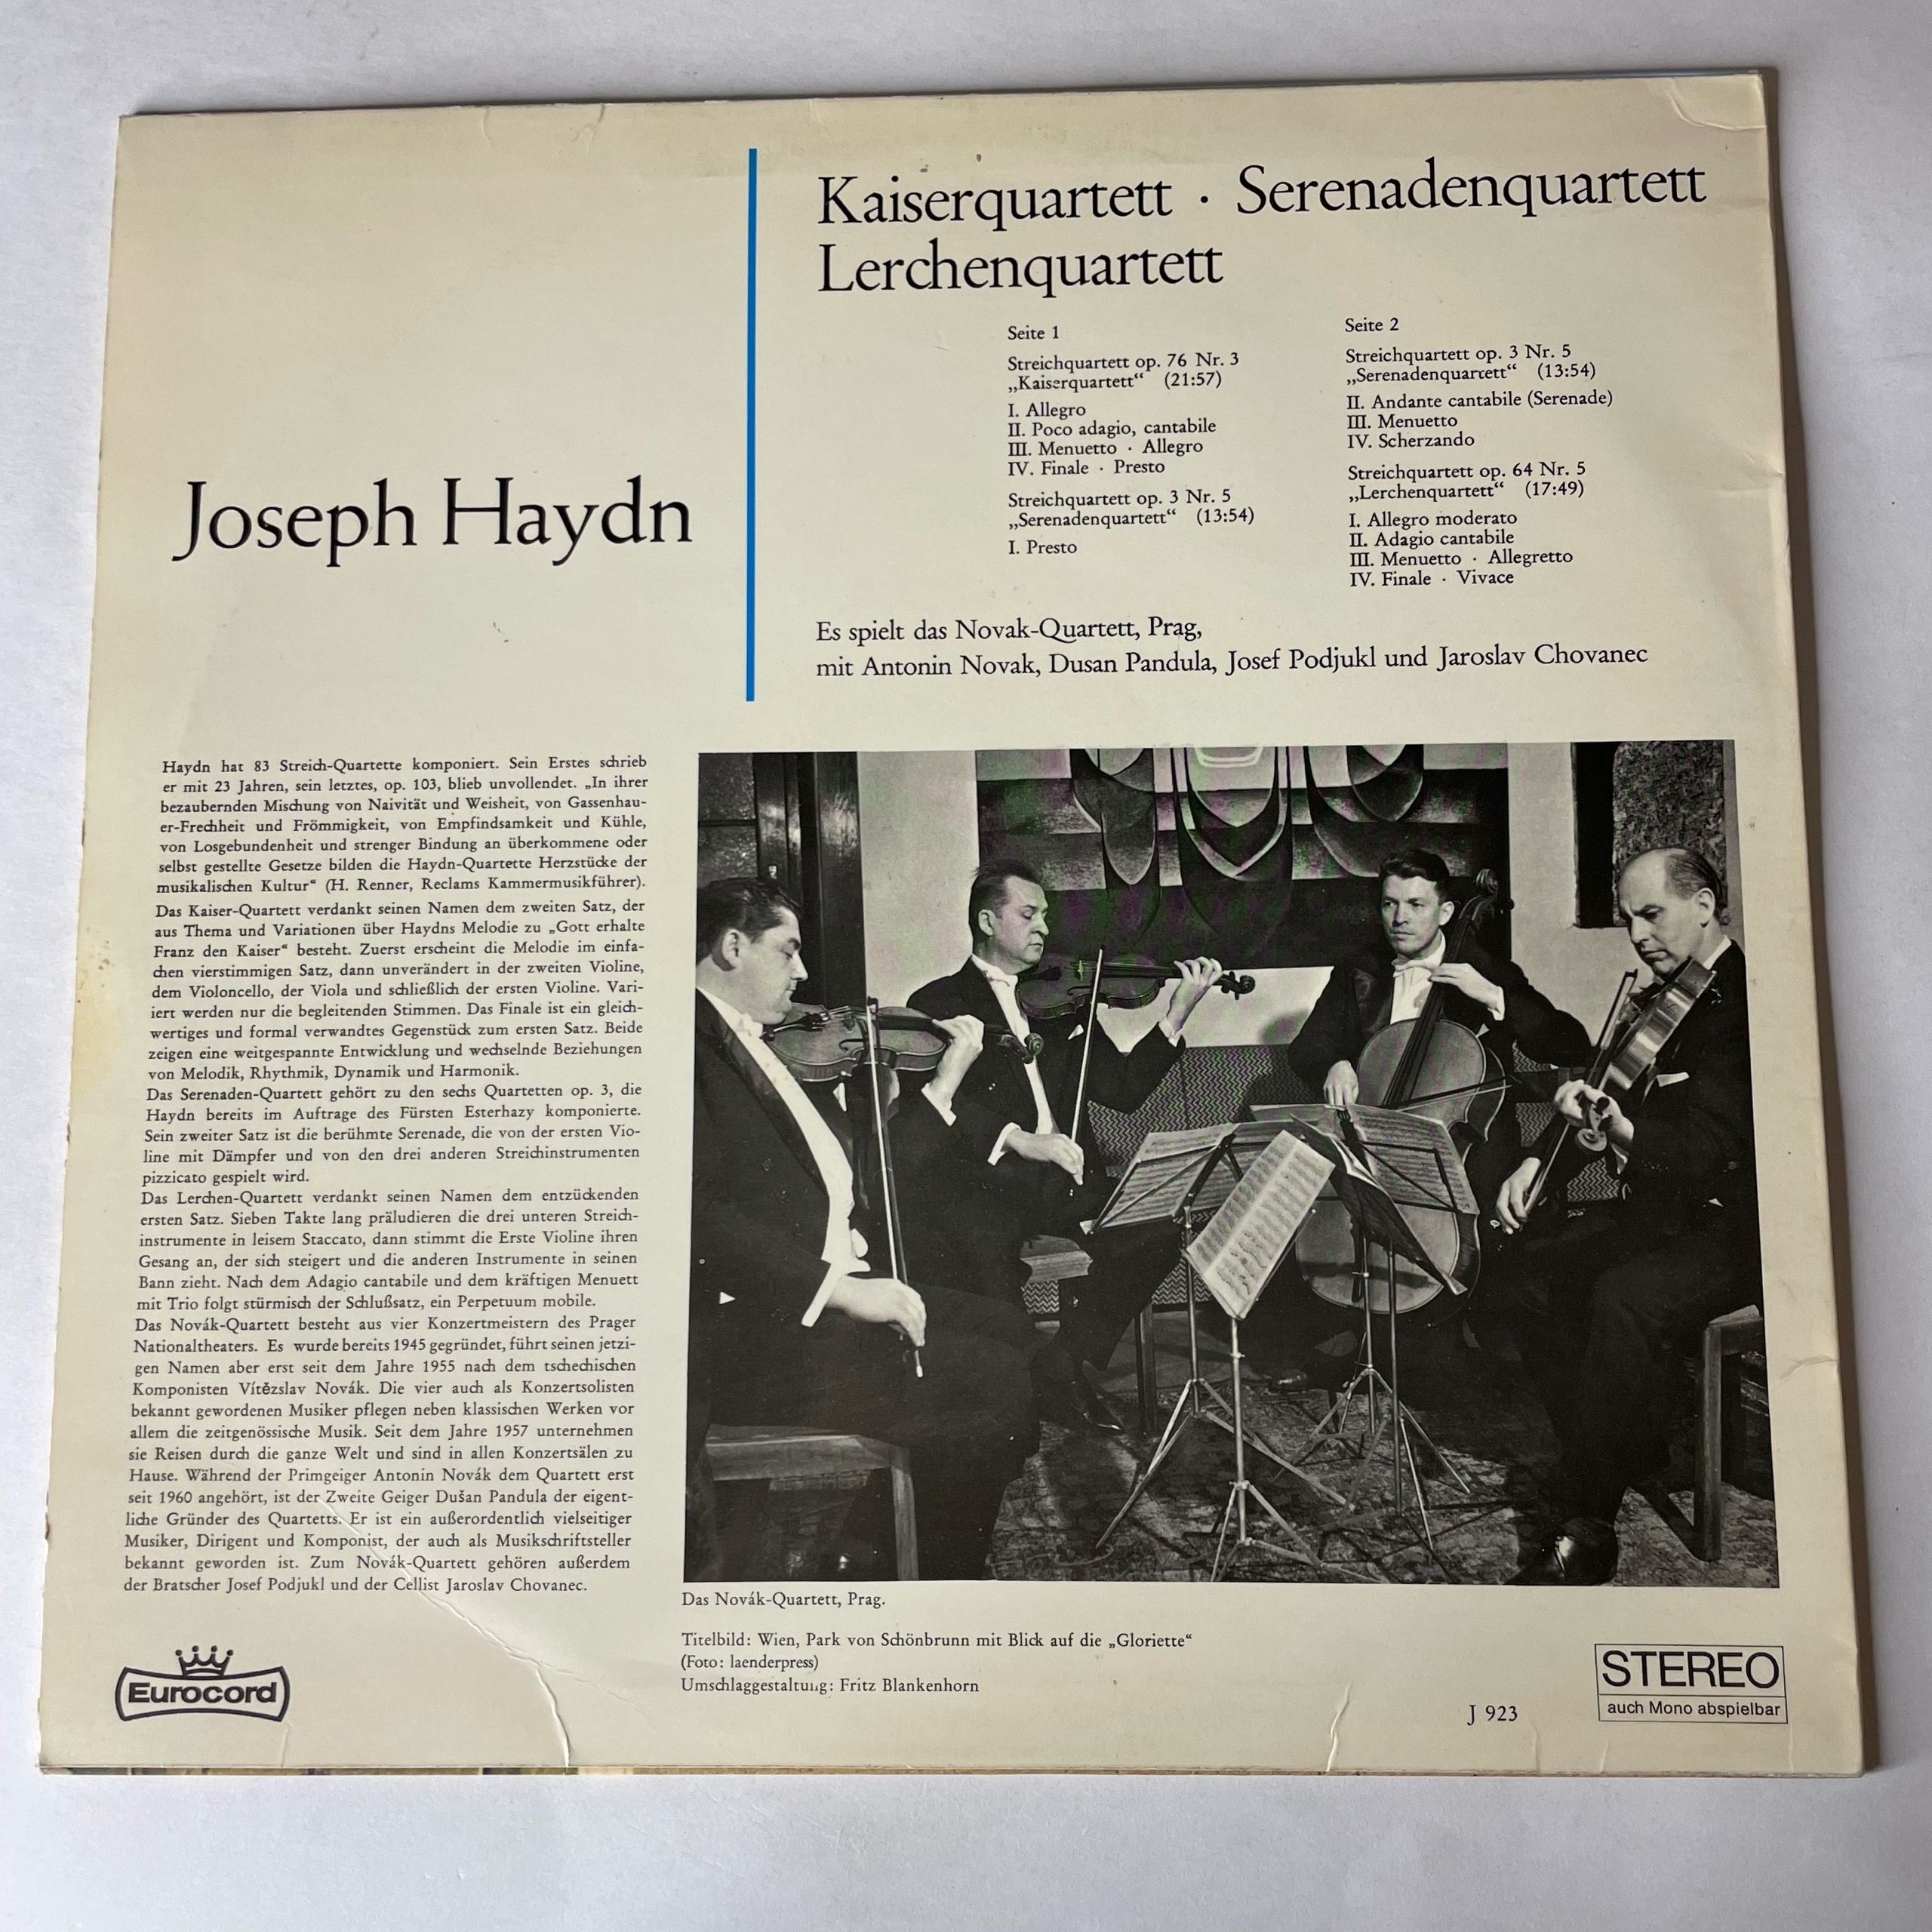 Kaiserquartett · Serenadenquartett
Lerchenquartett
Joseph Haydn
Seite 1
Streichquartett op. 76 Nr. 3
„Kaiserquartett“ (21:57)
I. Allegro
II. Poco adagio, cantabile
III. Menuetto · Allegro
IV. Finale · Presto
Streichquartett op. 3 Nr. 5
„Serenadenquartett“ (13:54)
I. Presto
Seite 2
Streichquartett op. 3 Nr. 5
„Serenadenquartett“ (13:54)
II. Andante cantabile (Serenade)
III. Menuetto
IV. Scherzando
Streichquartett op. 64 Nr. 5
„Lerchenquartett“ (17:49)
I. Allegro moderato
II. Adagio cantabile
III. Menuetto · Allegretto
IV. Finale · Vivace
Es spielt das Novak-Quartett, Prag,
mit Antonin Novak, Dusan Pandula, Josef Podjukl und Jaroslav Chovanec
Haydn hat 83 Streich-Quartette komponiert. Sein Erstes schrieb
er mit 23 Jahren, sein letztes, op. 103, blieb unvollendet. „In ihrer
bezaubernden Mischung von Naivität und Weisheit, von Gassenhau-
er-Frechheit und Frömmigkeit, von Empfindsamkeit und Kühle,
von Losgebundenheit und strenger Bindung an überkommene oder
selbst gestellte Gesetze bilden die Haydn-Quartette Herzstücke der
musikalischen Kultur“ (H. Renner, Reclams Kammermusikführer).
Das Kaiser-Quartett verdankt seinen Namen dem zweiten Satz, der
aus Thema und Variationen über Haydns Melodie zu „Gott erhalte
Franz den Kaiser“ besteht. Zuerst erscheint die Melodie im einfa-
chen vierstimmigen Satz, dann unverändert in der zweiten Violine,
dem Violoncello, der Viola und schließlich der ersten Violine. Vari-
iert werden nur die begleitenden Stimmen. Das Finale ist ein gleich-
wertiges und formal verwandtes Gegenstück zum ersten Satz. Beide
zeigen eine weitgespannte Entwicklung und wechselnde Beziehungen
von Melodik, Rhythmik, Dynamik und Harmonik.
Das Serenaden-Quartett gehört zu den sechs Quartetten op. 3, die
Haydn bereits im Auftrage des Fürsten Esterhazy komponierte.
Sein zweiter Satz ist die berühmte Serenade, die von der ersten Vio-
line mit Dämpfer und von den drei anderen Streichinstrumenten
pizzicato gespielt wird.
Das Lerchen-Quartett verdankt seinen Namen dem entzückenden
ersten Satz. Sieben Takte lang präludieren die drei unteren Streich-
instrumente in leisem Staccato, dann stimmt die Erste Violine ihren
Gesang an, der sich steigert und die anderen Instrumente in seinen
Bann zieht. Nach dem Adagio cantabile und dem kräftigen Menuett
mit Trio folgt stürmisch der Schlußsatz, ein Perpetuum mobile.
Das Novák-Quartett besteht aus vier Konzertmeistern des Prager
Nationaltheaters. Es wurde bereits 1945 gegründet, führt seinen jetzi-
gen Namen aber erst seit dem Jahre 1955 nach dem tschechischen
Komponisten Vítězslav Novák. Die vier auch als Konzertsolisten
bekannt gewordenen Musiker pflegen neben klassischen Werken vor
allem die zeitgenössische Musik. Seit dem Jahre 1957 unternehmen
sie Reisen durch die ganze Welt und sind in allen Konzertsälen zu
Hause. Während der Primgeiger Antonin Novák dem Quartett erst
seit 1960 angehört, ist der Zweite Geiger Dušan Pandula der eigent-
liche Gründer des Quartetts. Er ist ein außerordentlich vielseitiger
Musiker, Dirigent und Komponist, der auch als Musikschriftsteller
bekannt geworden ist. Zum Novák-Quartett gehören außerdem
der Bratscher Josef Podjukl und der Cellist Jaroslav Chovanec.
Das Novák-Quartett, Prag.
Titelbild: Wien, Park von Schönbrunn mit Blick auf die „Gloriette“
(Foto: laenderpress)
Umschlaggestaltung: Fritz Blankenhorn
Eurocord
J 923
STEREO
auch Mono abspielbar